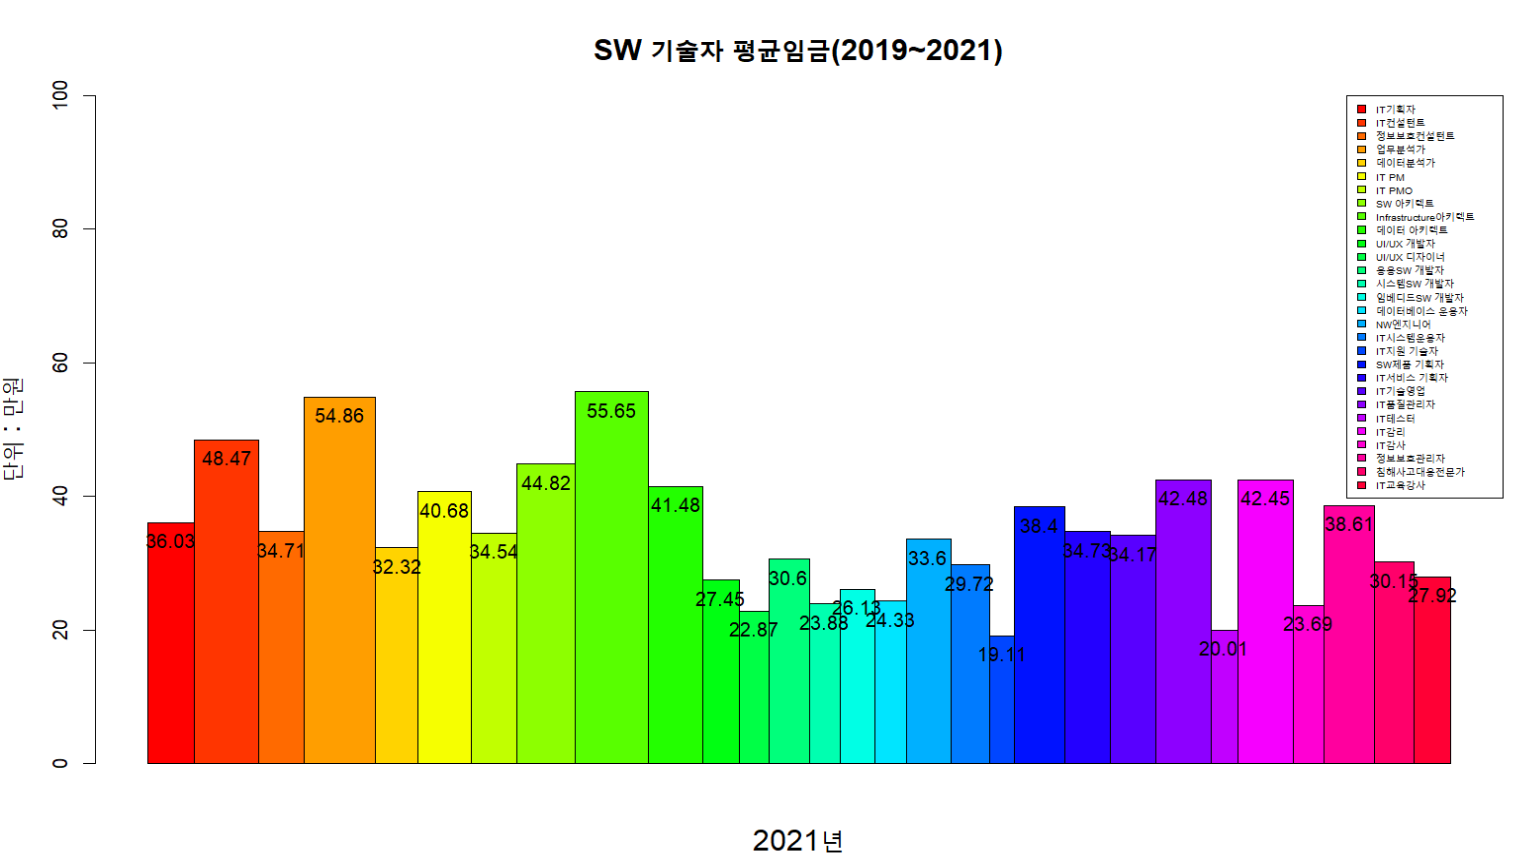 SW 기술자 평균임금(2019~2021)
단위 : 만원
100
80
60
40
20
0
36.03
48.47
34.71
54.86
32.32
40.68
34.54
44.82
55.65
41.48
27.45
22.87
30.6
23.88
26.13
24.33
33.6
29.72
19.11
38.4
34.73
34.17
42.48
20.01
42.45
23.69
38.61
30.15
27.92
IT기획자
IT컨설턴트
정보보호컨설턴트
업무분석가
데이터분석가
IT PM
IT PMO
SW 아키텍트
Infrastructure아키텍트
데이터 아키텍트
UI/UX 개발자
UI/UX 디자이너
응용SW 개발자
시스템SW 개발자
임베디드SW 개발자
데이터베이스 운용자
NW엔지니어
IT시스템운용자
IT지원 기술자
SW제품 기획자
IT서비스 기획자
IT기술영업
IT품질관리자
IT테스터
IT감리
IT감사
정보보호관리자
침해사고대응전문가
IT교육강사
2021년